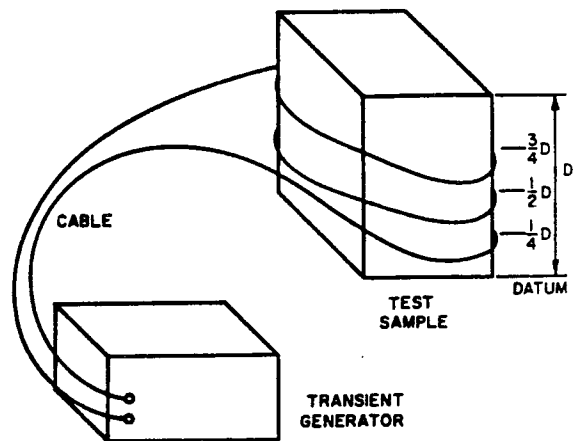 3/4 D
D
1/2 D
CABLE
1/4 D
DATUM
TEST
SAMPLE
TRANSIENT
GENERATOR